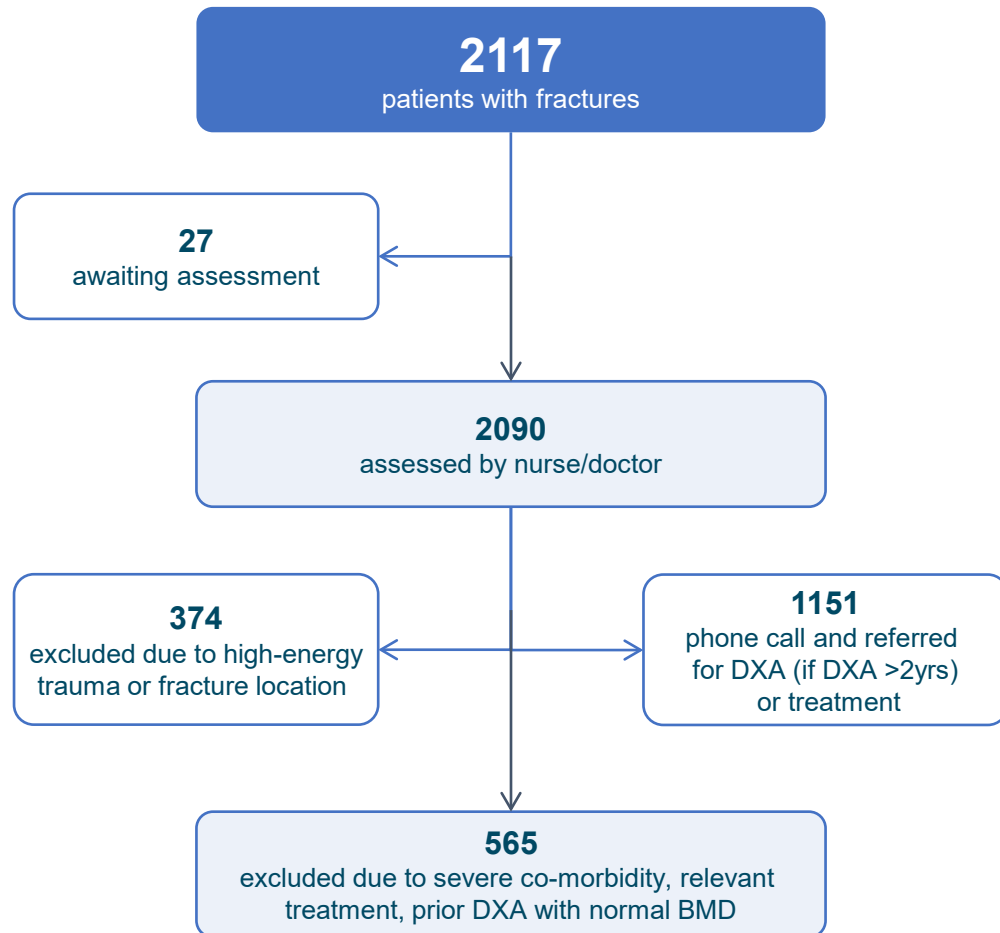 2117
patients with fractures
27
awaiting assessment
2090
assessed by nurse/doctor
374
excluded due to high-energy
trauma or fracture location
1151
phone call and referred
for DXA (if DXA >2yrs)
or treatment
565
excluded due to severe co-morbidity, relevant
treatment, prior DXA with normal BMD